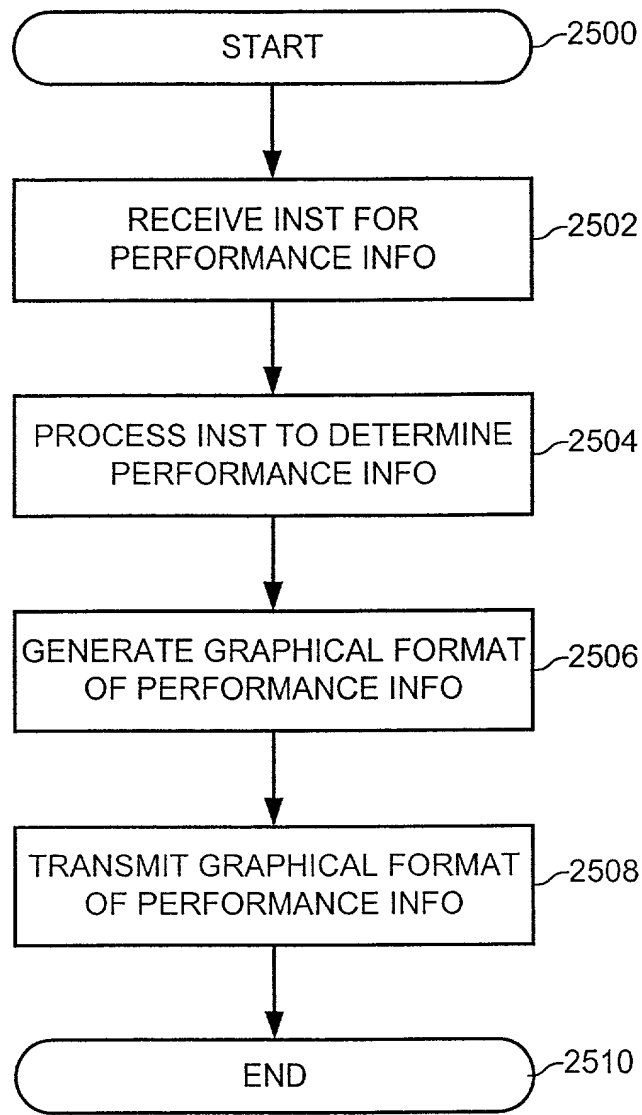 START
2500
RECEIVE INST FOR
PERFORMANCE INFO
2502
PROCESS INST TO DETERMINE
PERFORMANCE INFO
2504
GENERATE GRAPHICAL FORMAT
OF PERFORMANCE INFO
2506
TRANSMIT GRAPHICAL FORMAT
OF PERFORMANCE INFO
2508
END
2510